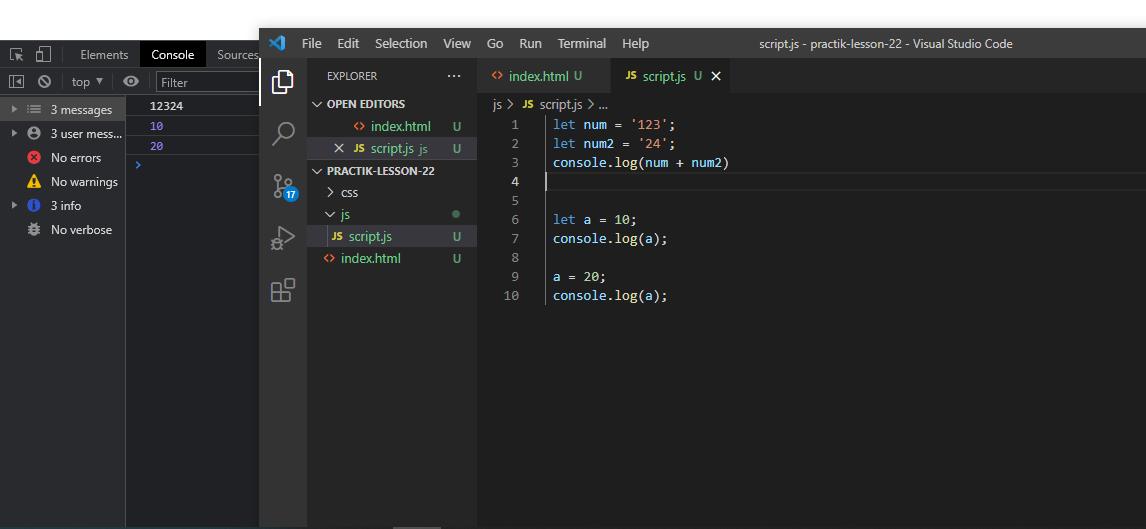 File Edit Selection View Go Run Terminal Help script.js - practik-lesson-22 - Visual Studio Code
Elements Console Sources
top Filter
3 messages
3 user mess...
No errors
No warnings
3 info
No verbose
12324
10
20
17
EXPLORER ...
OPEN EDITORS
index.html U
JS script.js js U
PRACTIK-LESSON-22
css
js
JS script.js U
index.html U
index.html U JS script.js U
js > JS script.js > ...
1 let num = '123';
2 let num2 = '24';
3 console.log(num + num2)
4
5
6 let a = 10;
7 console.log(a);
8
9 a = 20;
10 console.log(a);